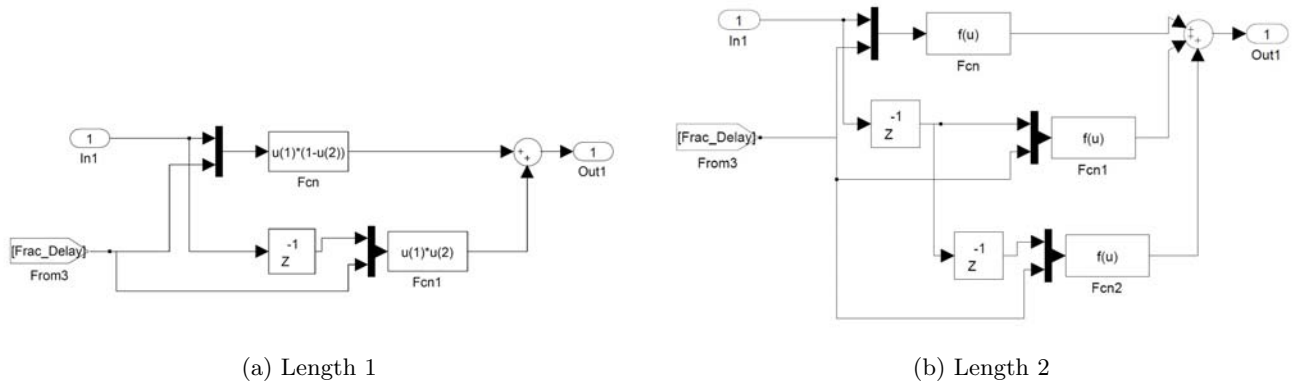 1
In1
[Frac_Delay]
From3
u(1)*(1-u(2))
Fcn
-1
Z
u(1)*u(2)
Fcn1
+
+
1
Out1
(a) Length 1
1
In1
[Frac_Delay]
From3
f(u)
Fcn
-1
Z
f(u)
Fcn1
-1
Z
f(u)
Fcn2
+
+
+
1
Out1
(b) Length 2